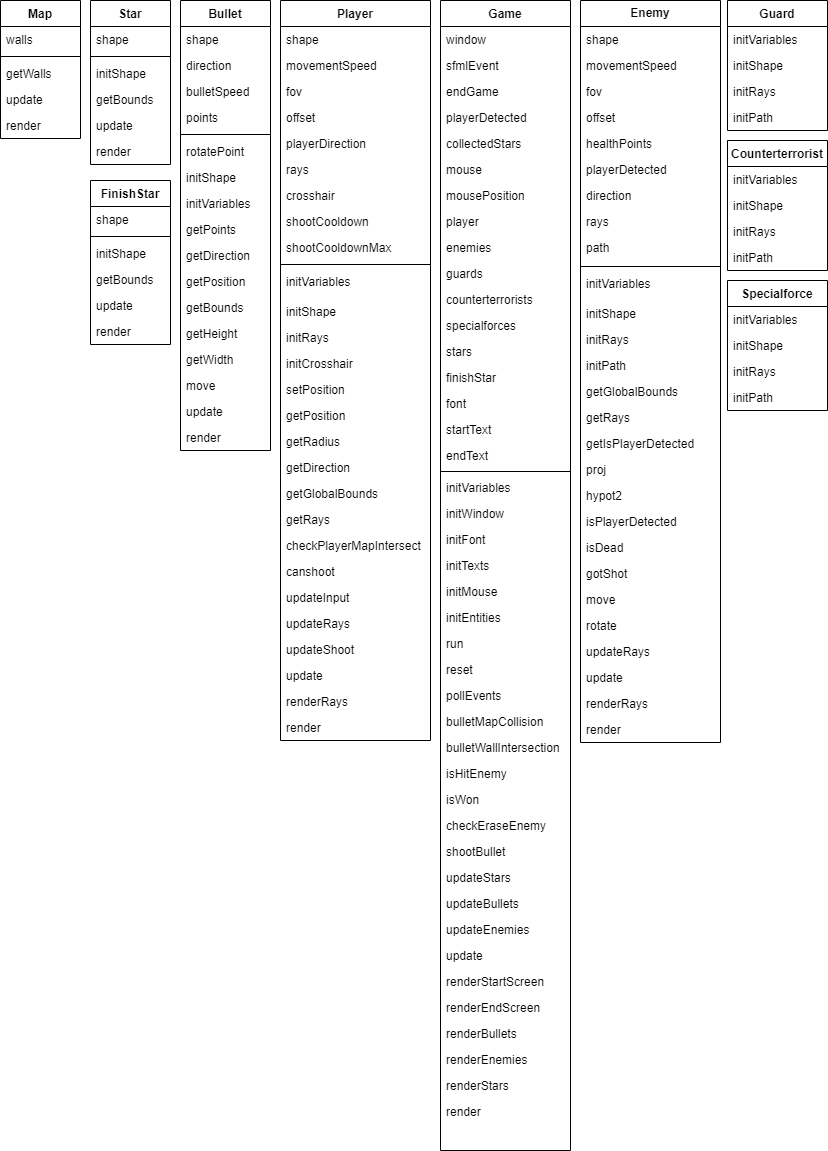 Map
walls
getWalls
update
render
Star
shape
initShape
getBounds
update
render
FinishStar
shape
initShape
getBounds
update
render
Bullet
shape
direction
bulletSpeed
points
rotatePoint
initShape
initVariables
getPoints
getDirection
getPosition
getBounds
getHeight
getWidth
move
update
render
Player
shape
movementSpeed
fov
offset
playerDirection
rays
crosshair
shootCooldown
shootCooldownMax
initVariables
initShape
initRays
initCrosshair
setPosition
getPosition
getRadius
getDirection
getGlobalBounds
getRays
checkPlayerMapIntersect
canshoot
updateInput
updateRays
updateShoot
update
renderRays
render
Game
window
sfmlEvent
endGame
playerDetected
collectedStars
mouse
mousePosition
player
enemies
guards
counterterrorists
specialforces
stars
finishStar
font
startText
endText
initVariables
initWindow
initFont
initTexts
initMouse
initEntities
run
reset
pollEvents
bulletMapCollision
bulletWallIntersection
isHitEnemy
isWon
checkEraseEnemy
shootBullet
updateStars
updateBullets
updateEnemies
update
renderStartScreen
renderEndScreen
renderBullets
renderEnemies
renderStars
render
Enemy
shape
movementSpeed
fov
offset
healthPoints
playerDetected
direction
rays
path
initVariables
initShape
initRays
initPath
getGlobalBounds
getRays
getIsPlayerDetected
proj
hypot2
isPlayerDetected
isDead
gotShot
move
rotate
updateRays
update
renderRays
render
Guard
initVariables
initShape
initRays
initPath
Counterterrorist
initVariables
initShape
initRays
initPath
Specialforce
initVariables
initShape
initRays
initPath